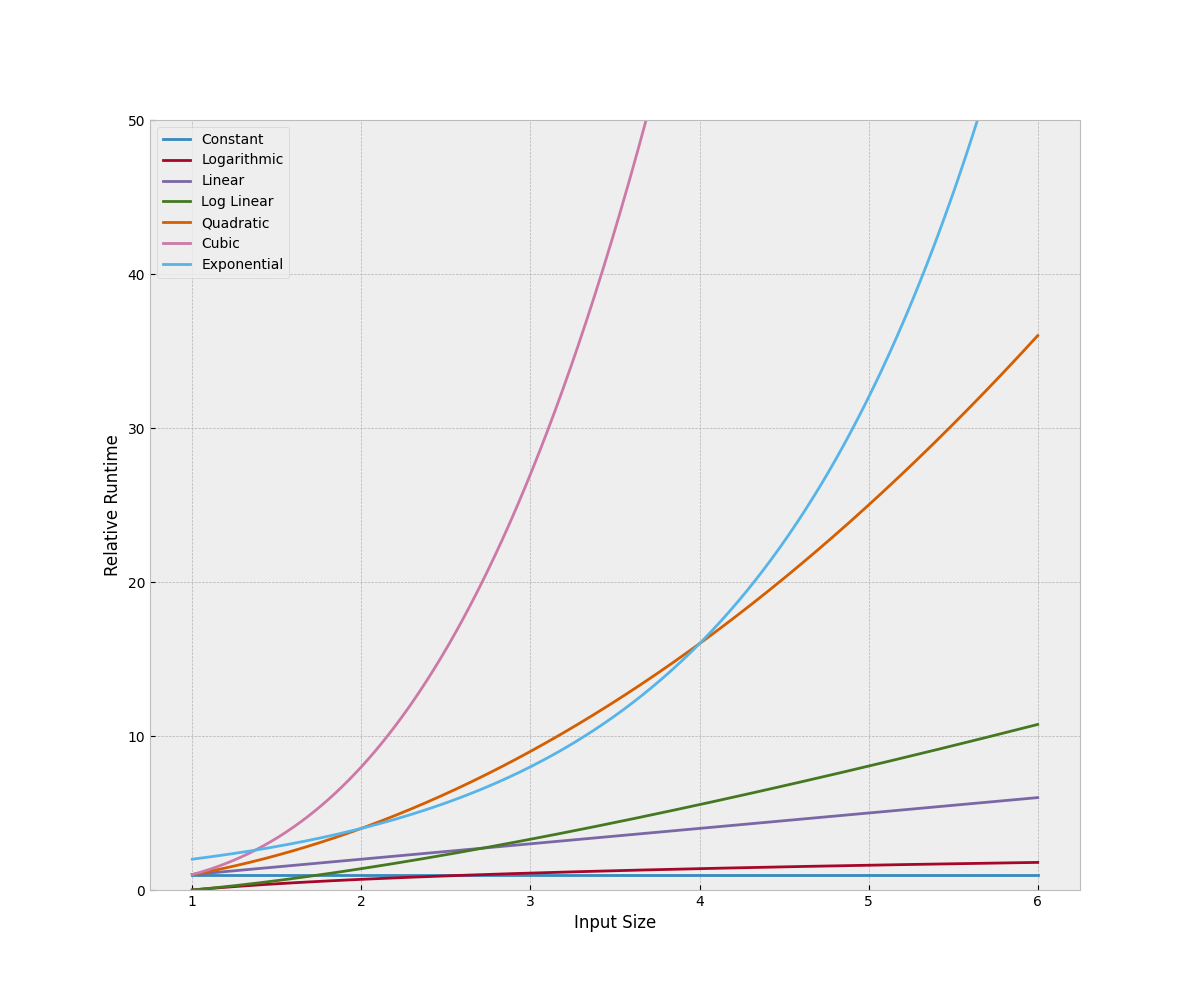 50
40
30
20
10
0
Relative Runtime
Constant
Logarithmic
Linear
Log Linear
Quadratic
Cubic
Exponential
1 2 3 4 5 6
Input Size